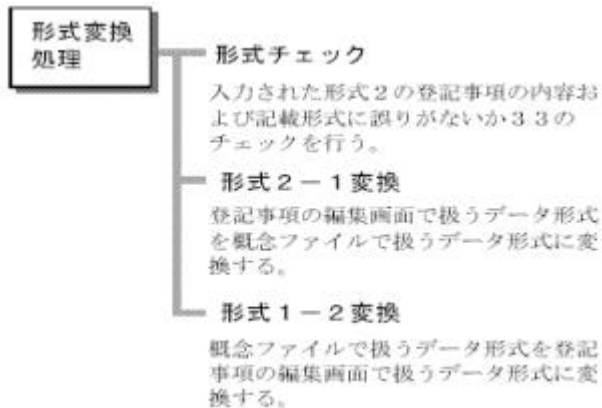 形式変換
処理
形式チェック
入力された形式２の登記事項の内容お
よび記載形式に誤りがないか３３の
チェックを行う。
形式２－１変換
登記事項の編集画面で扱うデータ形式
を概念ファイルで扱うデータ形式に変
換する。
形式１－２変換
概念ファイルで扱うデータ形式を登記
事項の編集画面で扱うデータ形式に変
換する。